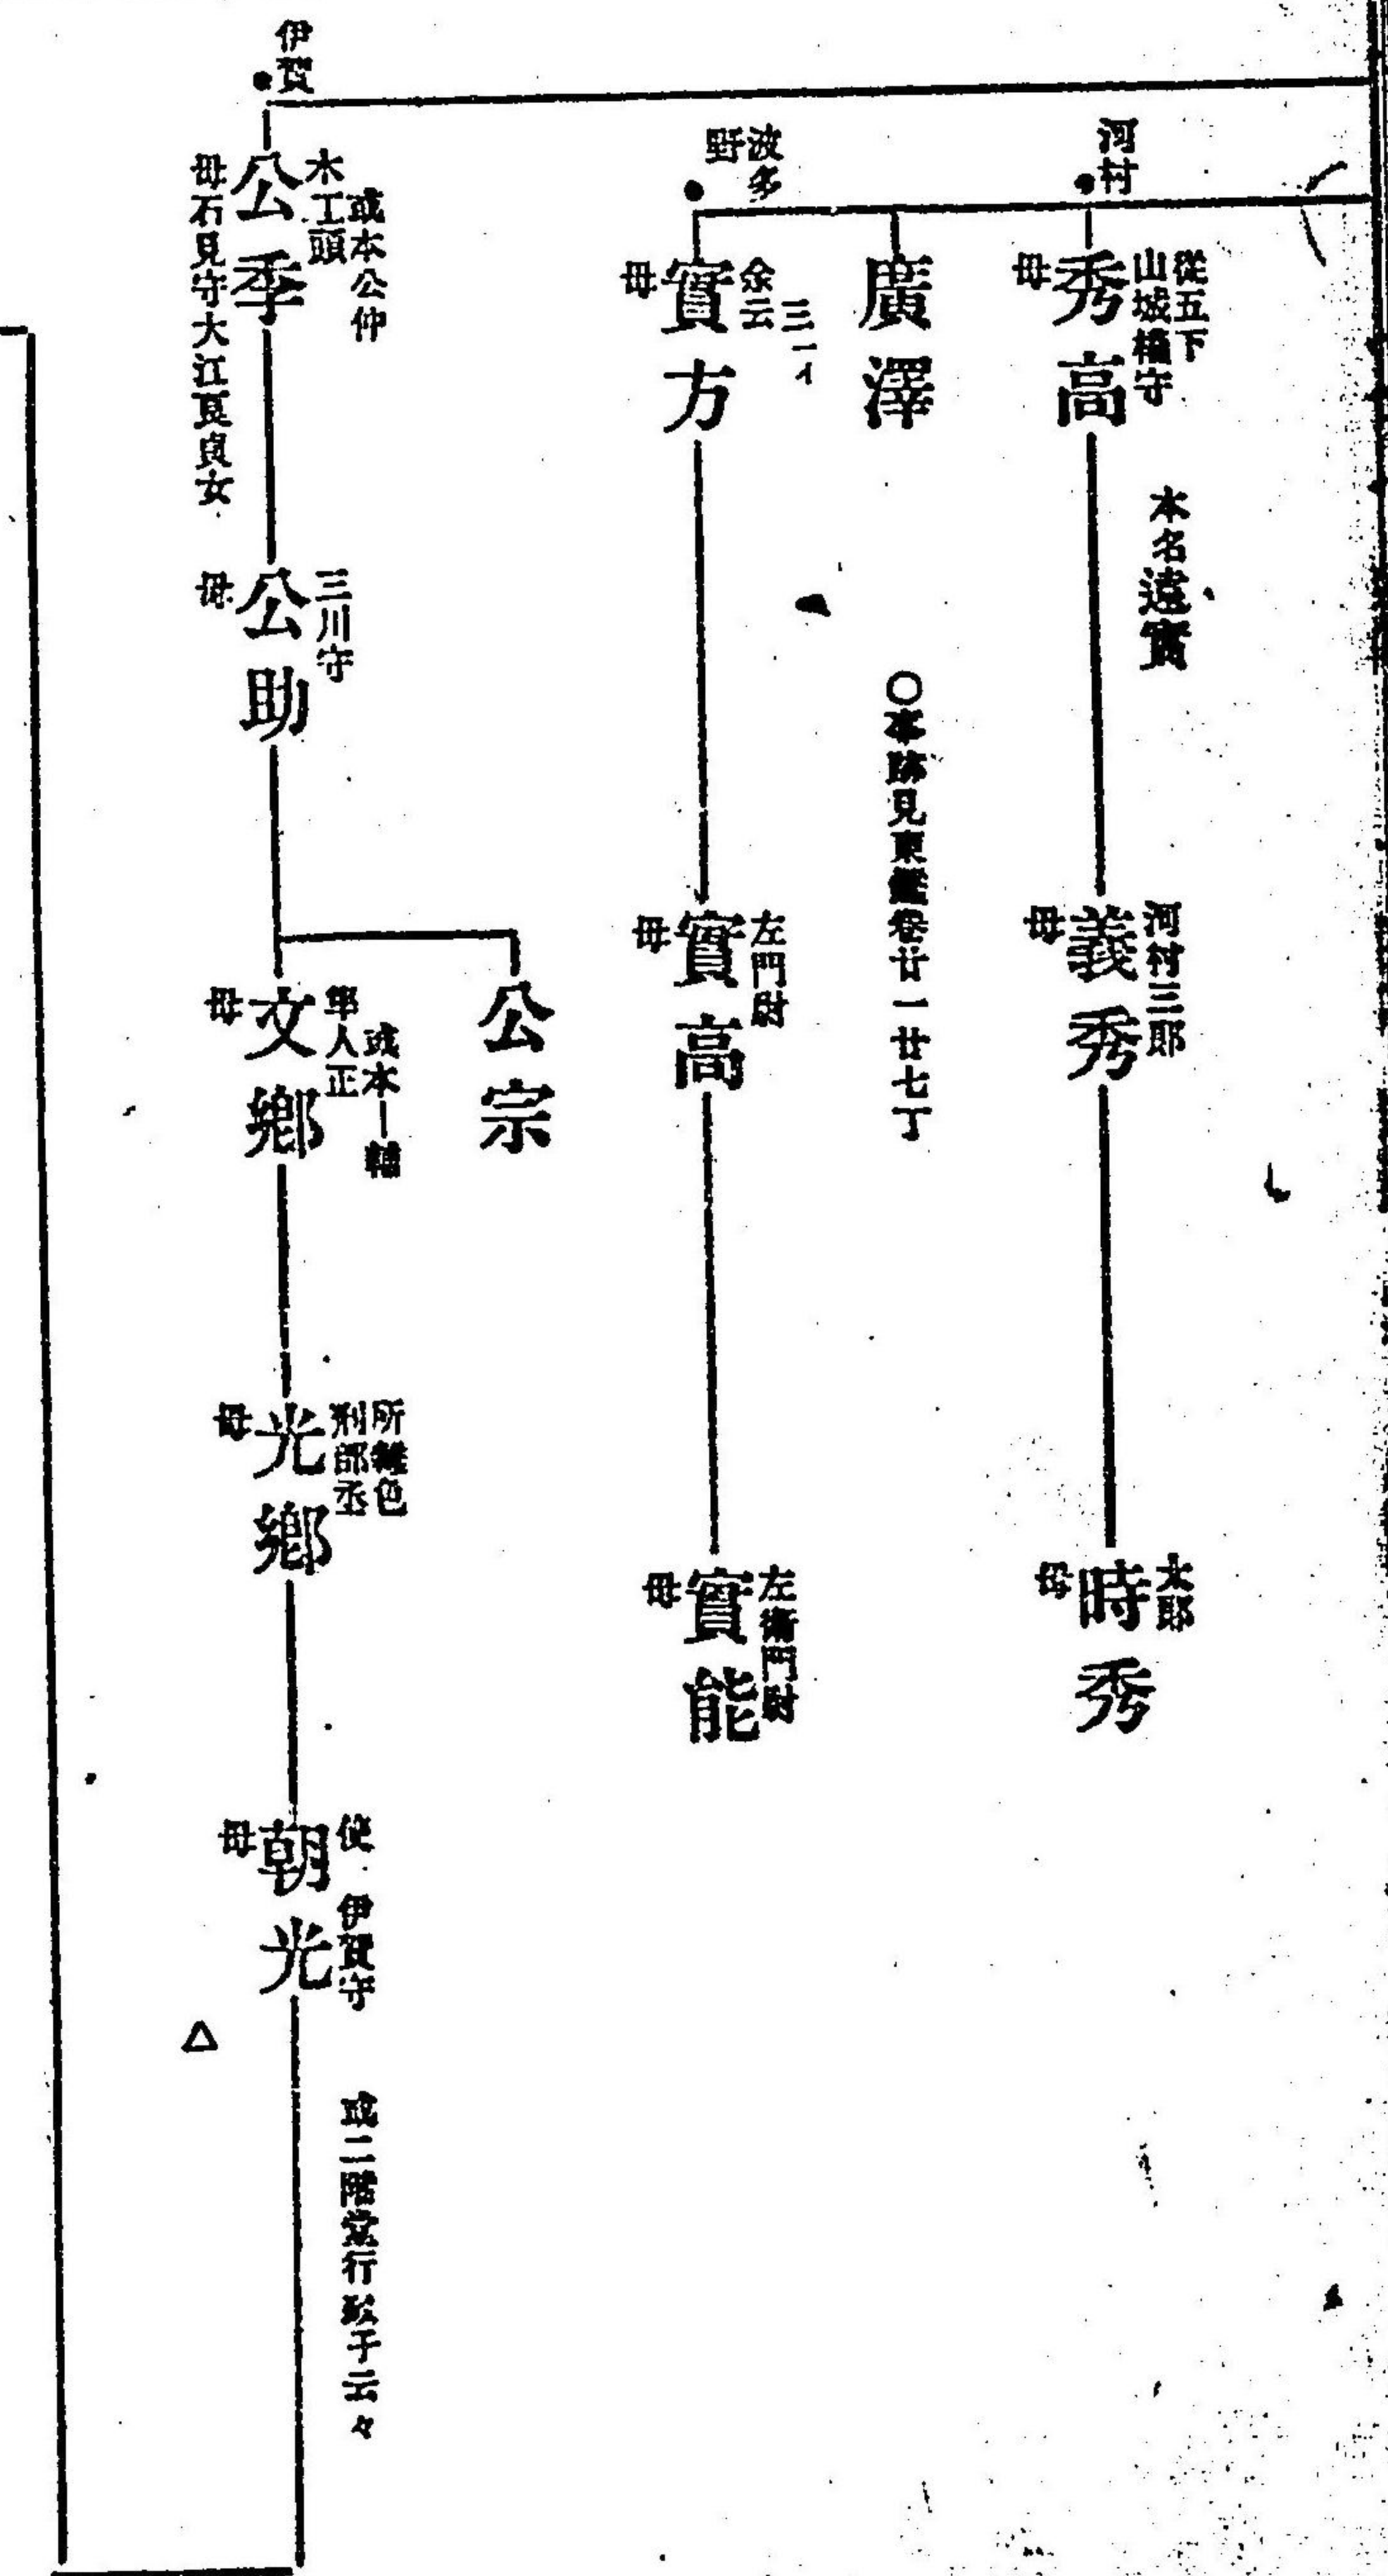 河村
從五下
山城權守
秀高
母
本名遠實
河村三郎
義秀
母
太郎
時秀
母
廣澤
○事跡見東鑑卷廿一廿七丁
波多
野
三一イ
余云
實方
母
左門尉
實高
母
左衞門尉
實能
母
伊賀
或本公仲
木工頭
公季
母石見守大江良貞女
三川守
公助
母
公宗
或本—輔
隼人正
文鄉
母
所雜色
刑部丞
光鄉
母
使 伊賀守
朝光
母
或二階堂行政子云々
△